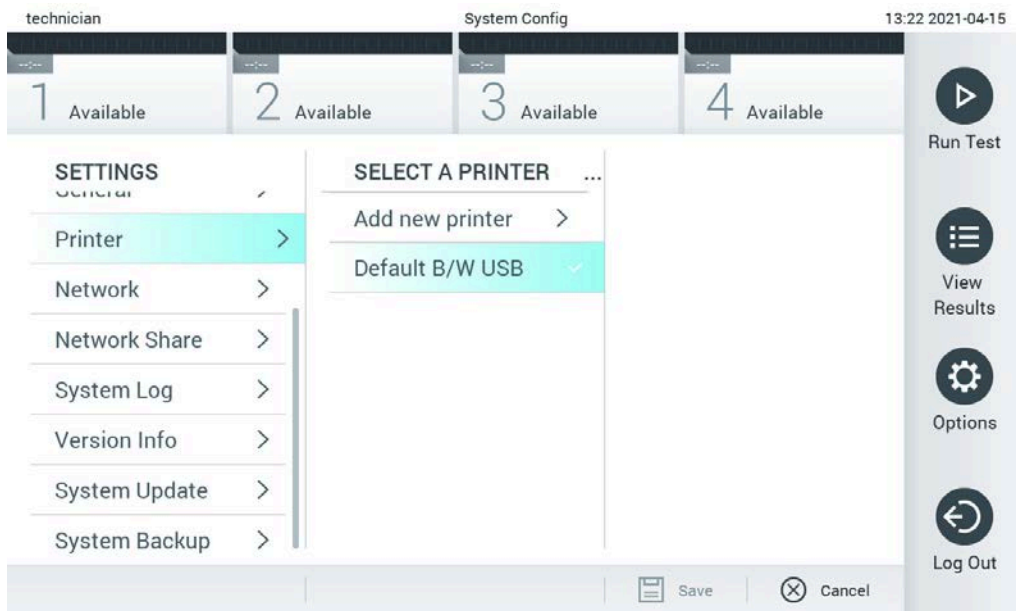 technician System Config 13:22 2021-04-15
--:-- --:-- --:-- --:--
1 Available 2 Available 3 Available 4 Available
Run Test
SETTINGS
General
Printer
Network
Network Share
System Log
Version Info
System Update
System Backup
SELECT A PRINTER ...
Add new printer
Default B/W USB
View
Results
Options
Log Out
Save Cancel